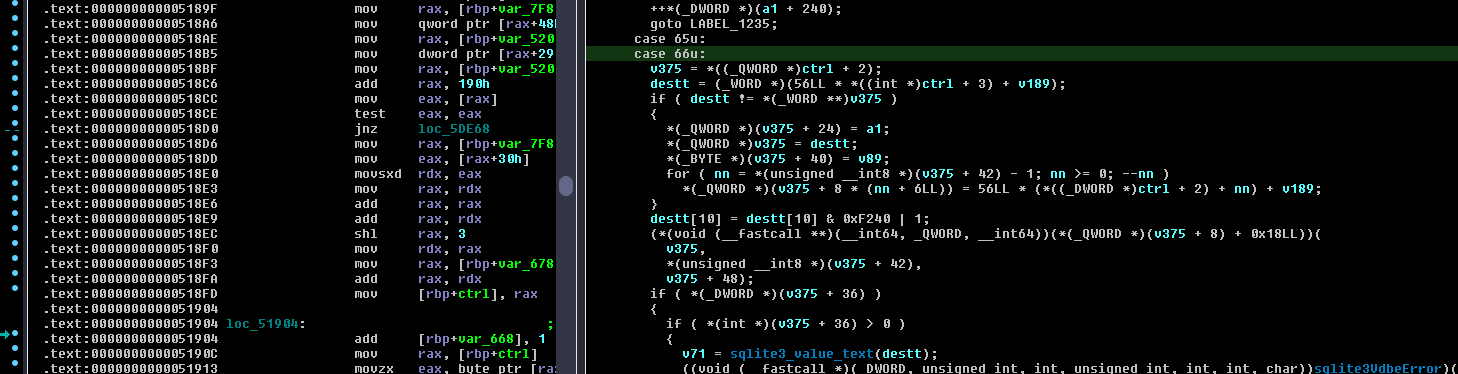 .text:000000000005189F mov rax, [rbp+var_7F8
.text:00000000000518A6 mov qword ptr [rax+48
.text:00000000000518AE mov rax, [rbp+var_520
.text:00000000000518B5 mov dword ptr [rax+29
.text:00000000000518BF mov rax, [rbp+var_520
.text:00000000000518C6 add rax, 190h
.text:00000000000518CC mov eax, [rax]
.text:00000000000518CE test eax, eax
.text:00000000000518D0 jnz loc_5DE68
.text:00000000000518D6 mov rax, [rbp+var_7F8
.text:00000000000518DD mov eax, [rax+30h]
.text:00000000000518E0 movsxd rdx, eax
.text:00000000000518E3 mov rax, rdx
.text:00000000000518E6 add rax, rax
.text:00000000000518E9 add rax, rdx
.text:00000000000518EC shl rax, 3
.text:00000000000518F0 mov rdx, rax
.text:00000000000518F3 mov rax, [rbp+var_678
.text:00000000000518FA add rax, rdx
.text:00000000000518FD mov [rbp+ctrl], rax
.text:0000000000051904
.text:0000000000051904 loc_51904: ;
.text:0000000000051904 add [rbp+var_668], 1
.text:000000000005190C mov rax, [rbp+ctrl]
.text:0000000000051913 movzx eax, byte ptr [rax
++*(_DWORD *)(a1 + 240);
goto LABEL_1235;
case 65u:
case 66u:
v375 = *((_QWORD *)ctrl + 2);
destt = (_WORD *)(56LL * *((int *)ctrl + 3) + v189);
if ( destt != *(_WORD **)v375 )
{
*(_QWORD *)(v375 + 24) = a1;
*(_QWORD *)v375 = destt;
*(_BYTE *)(v375 + 40) = v89;
for ( nn = *(unsigned __int8 *)(v375 + 42) - 1; nn >= 0; --nn )
*(_QWORD *)(v375 + 8 * (nn + 6LL)) = 56LL * (*((_DWORD *)ctrl + 2) + nn) + v189;
}
destt[10] = destt[10] & 0xF240 | 1;
(*(void (__fastcall **)(__int64, _QWORD, __int64))(*(_QWORD *)(v375 + 8) + 0x18LL))(
v375,
*(unsigned __int8 *)(v375 + 42),
v375 + 48);
if ( *(_DWORD *)(v375 + 36) )
{
if ( *(int *)(v375 + 36) > 0 )
{
v71 = sqlite3_value_text(destt);
((void (__fastcall *)(_DWORD, unsigned int, int, unsigned int, int, int, char))sqlite3VdbeError)(